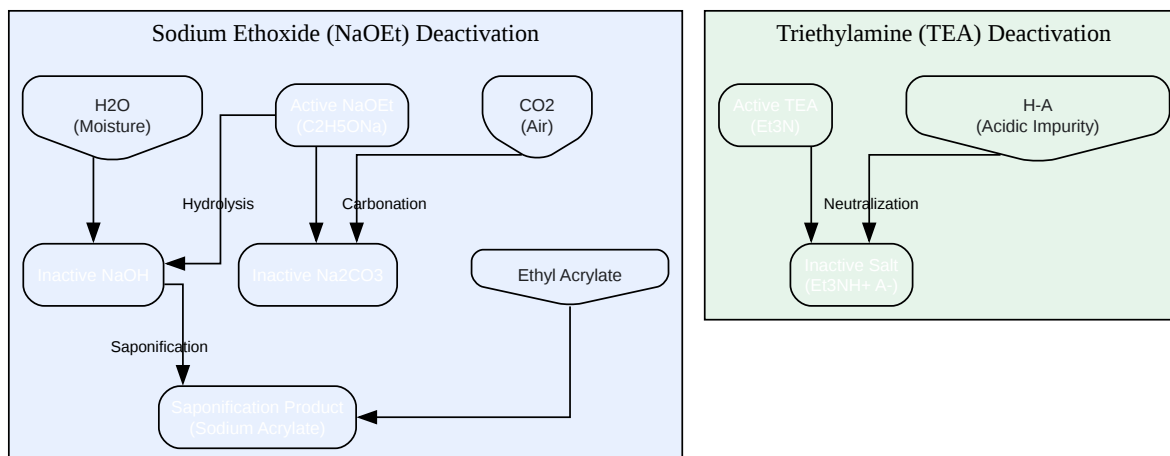 Sodium Ethoxide (NaOEt) Deactivation
H2O
(Moisture)
Active NaOEt
(C2H5ONa)
CO2
(Air)
Hydrolysis
Carbonation
Inactive NaOH
Inactive Na2CO3
Ethyl Acrylate
Saponification
Saponification Product
(Sodium Acrylate)
Triethylamine (TEA) Deactivation
Active TEA
(Et3N)
H-A
(Acidic Impurity)
Neutralization
Inactive Salt
(Et3NH+ A-)